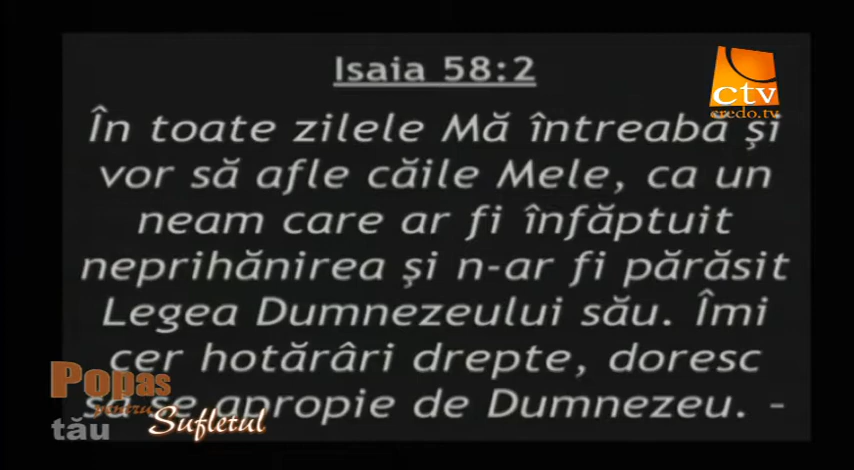 Isaia 58:2
ctv
credo.tv
În toate zilele Mă întreabă şi
vor să afle căile Mele, ca un
neam care ar fi înfăptuit
neprihănirea şi n-ar fi părăsit
Legea Dumnezeului său. Îmi
cer hotărâri drepte, doresc
să se apropie de Dumnezeu. -
Popas
pentru
Sufletul
tău